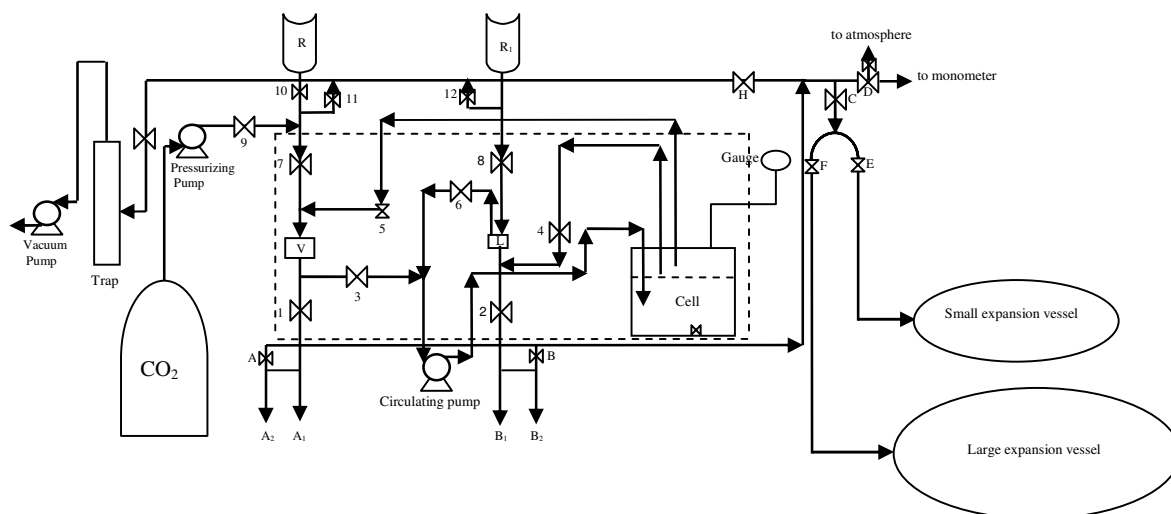 R
R1
to atmosphere
to monometer
10
11
12
H
D
C
9
Pressurizing
Pump
7
8
Gauge
F
E
6
5
4
V
L
Vacuum
Pump
Trap
3
1
2
Cell
Small expansion vessel
A
B
CO2
Circulating pump
A2
A1
B1
B2
Large expansion vessel